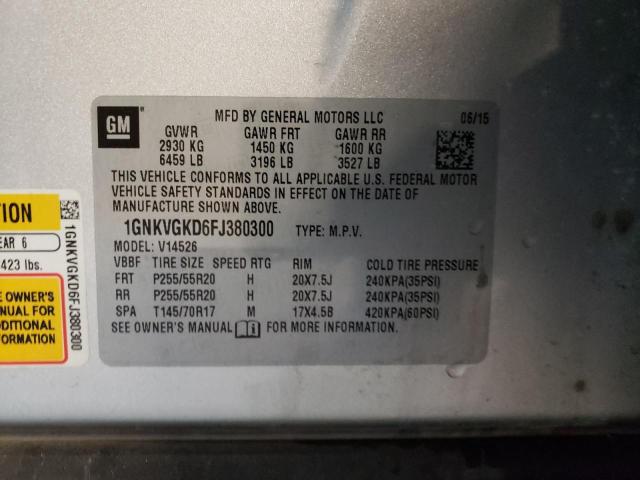 GM
MFD BY GENERAL MOTORS LLC 06/15
GVWR GAWR FRT GAWR RR
2930 KG 1450 KG 1600 KG
6459 LB 3196 LB 3527 LB
THIS VEHICLE CONFORMS TO ALL APPLICABLE U.S. FEDERAL MOTOR
VEHICLE SAFETY STANDARDS IN EFFECT ON THE DATE OF
MANUFACTURE SHOWN ABOVE.
1GNKVGKD6FJ380300 TYPE: M.P.V.
MODEL: V14526
VBBF TIRE SIZE SPEED RTG RIM COLD TIRE PRESSURE
FRT P255/55R20 H 20X7.5J 240KPA(35PSI)
RR P255/55R20 H 20X7.5J 240KPA(35PSI)
SPA T145/70R17 M 17X4.5B 420KPA(60PSI)
SEE OWNER'S MANUAL FOR MORE INFORMATION.
TION
EAR 6
423 lbs.
E OWNER'S
NUAL FOR
DITIONAL
ORMATION
1GNKVGKD6FJ380300